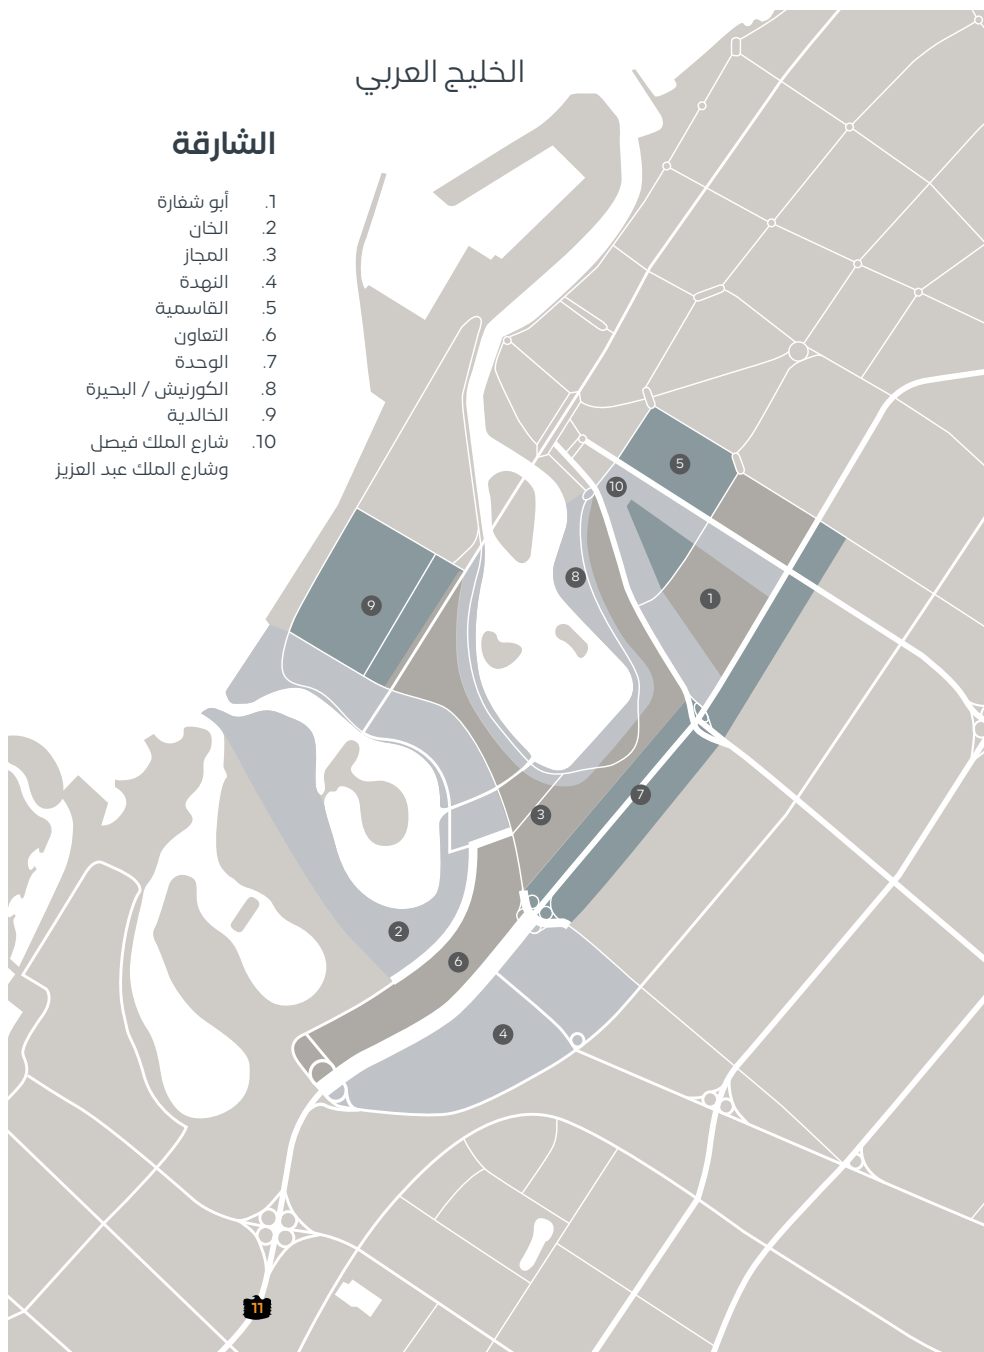 الخليج العربي
الشارقة
1. أبو شغارة
2. الخان
3. المجاز
4. النهدة
5. القاسمية
6. التعاون
7. الوحدة
8. الكورنيش / البحيرة
9. الخالدية
10. شارع الملك فيصل
وشارع الملك عبد العزيز
5
10
8
1
9
7
3
2
6
4
11